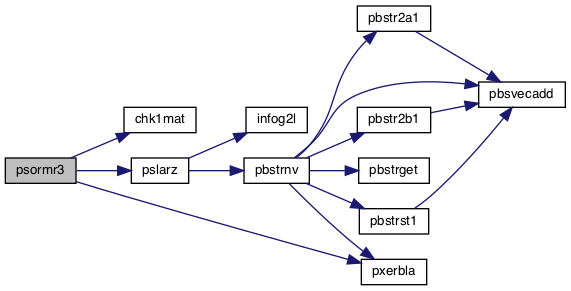 pbstr2a1
pbsvecadd
chk1mat
infog2l
pbstr2b1
psormr3
pslarz
pbstrnv
pbstrget
pbstrst1
pxerbla